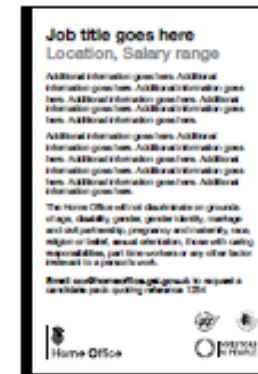 Job title goes here
Location, Salary range
Additional information goes here. Additional
information goes here. Additional information goes
here. Additional information goes here. Additional
information goes here. Additional information goes
here. Additional information goes here.
Additional information goes here. Additional
information goes here. Additional information goes
here. Additional information goes here. Additional
information goes here. Additional information goes
here. Additional information goes here. Additional
information goes here.
The Home Office will not discriminate on grounds
of age, disability, gender, gender identity, marriage
and civil partnership, pregnancy and maternity, race,
religion or belief, sexual orientation, those with caring
responsibilities, part time workers or any other factor
irrelevant to a person's work.
Email to request a
candidate pack quoting reference 1234
Home Office
INVESTORS
IN PEOPLE